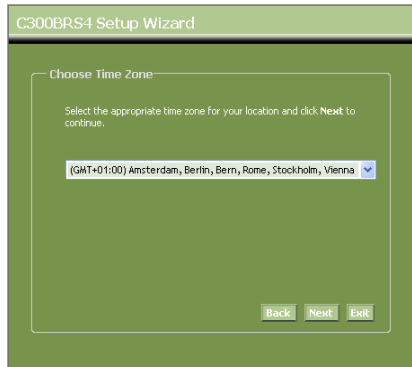 C300BRS4 Setup Wizard
Choose Time Zone
Select the appropriate time zone for your location and click Next to
continue.
(GMT+01:00) Amsterdam, Berlin, Bern, Rome, Stockholm, Vienna
Back Next Exit